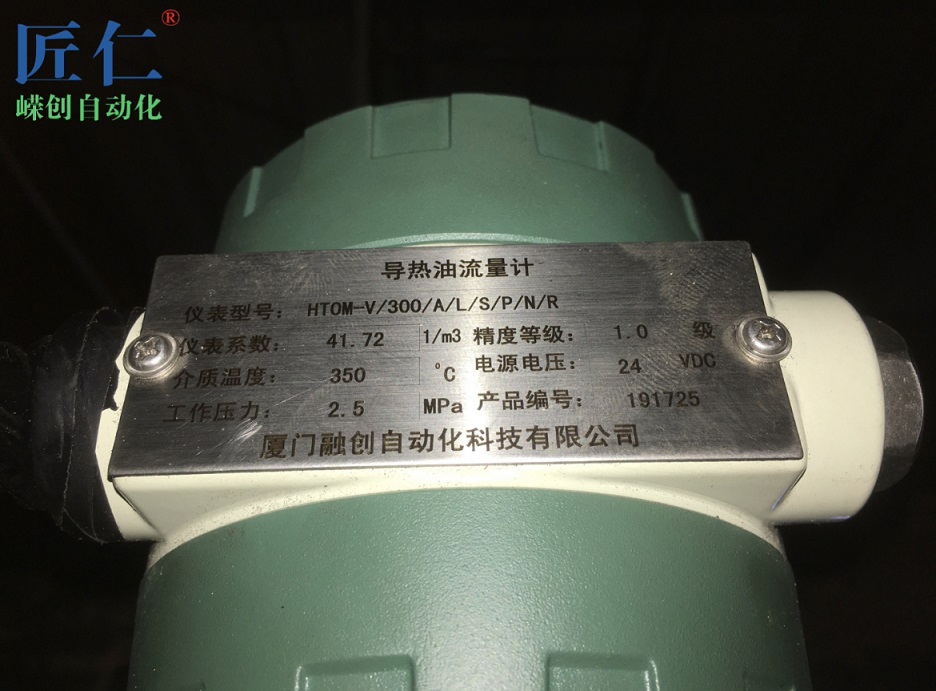 匠仁®
嵘创自动化
导热油流量计
仪表型号: HTOM-V/300/A/L/S/P/N/R
仪表系数: 41.72 1/m3 精度等级: 1.0 级
介质温度: 350 ℃ 电源电压: 24 VDC
工作压力: 2.5 MPa 产品编号: 191725
厦门融创自动化科技有限公司